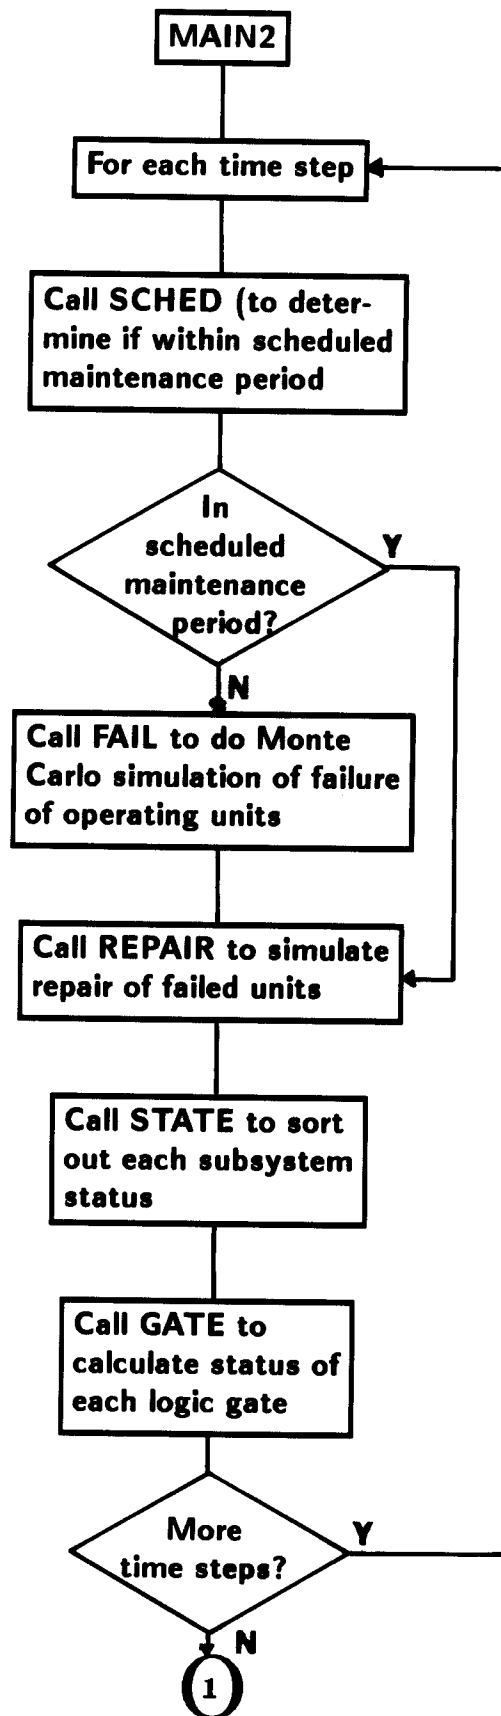 MAIN2
For each time step
Call SCHED (to deter-
mine if within scheduled
maintenance period
In
scheduled
maintenance
period?
Y
N
Call FAIL to do Monte
Carlo simulation of failure
of operating units
Call REPAIR to simulate
repair of failed units
Call STATE to sort
out each subsystem
status
Call GATE to
calculate status of
each logic gate
More
time steps?
Y
N
1